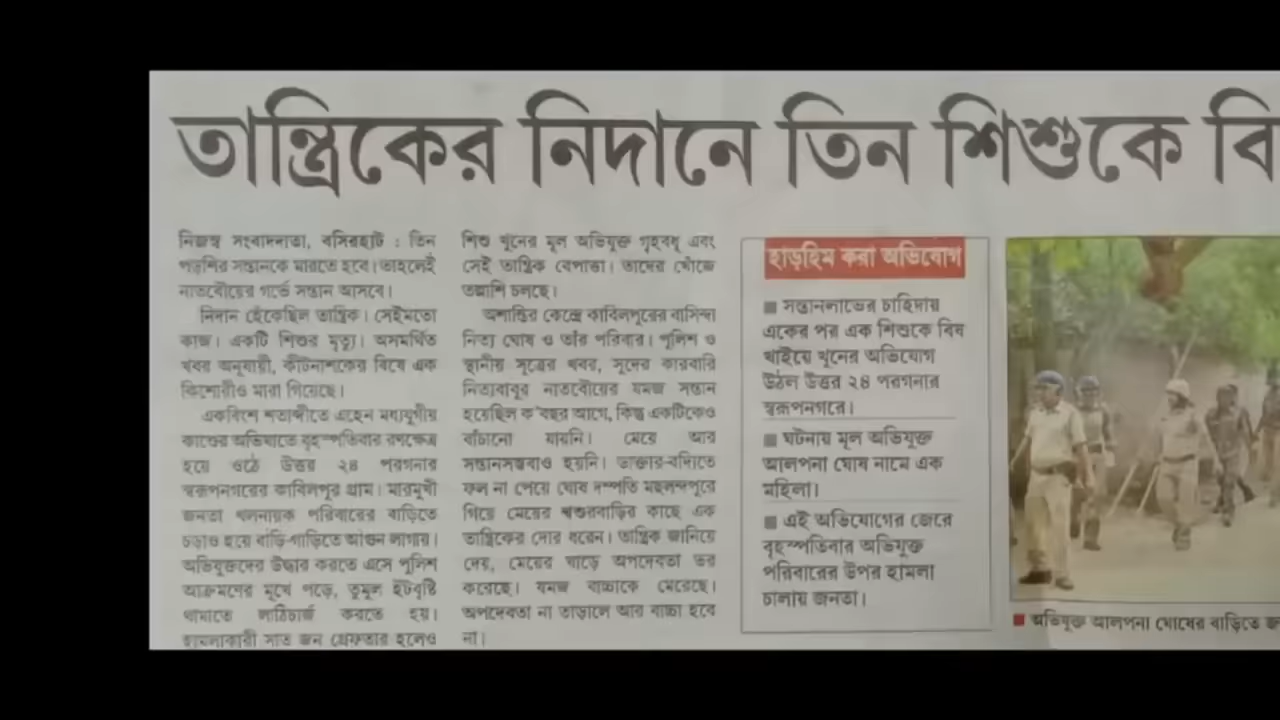 তান্ত্রিকের নিদানে তিন শিশুকে বি
নিজস্ব সংবাদদাতা, বসিরহাট : তিন
পড়শির সন্তানকে মারতে হবে। তাহলেই
নাতবৌয়ের গর্ভে সন্তান আসবে।
নিদান হেঁকেছিল তান্ত্রিক। সেইমতো
কাজ। একটি শিশুর মৃত্যু। অসমর্থিত
খবর অনুযায়ী, কীটনাশকের বিষে এক
কিশোরীও মারা গিয়েছে।
একবিংশ শতাব্দীতে এহেন মধ্যযুগীয়
কাণ্ডের অভিঘাতে বৃহস্পতিবার রণক্ষেত্র
হয়ে ওঠে উত্তর ২৪ পরগনার
স্বরূপনগরের কাবিলপুর গ্রাম। মারমুখী
জনতা খলনায়ক পরিবারের বাড়িতে
চড়াও হয়ে বাড়ি-গাড়িতে আগুন লাগায়।
অভিযুক্তদের উদ্ধার করতে এসে পুলিশ
আক্রমণের মুখে পড়ে, তুমুল ইটবৃষ্টি
থামাতে লাঠিচার্জ করতে হয়।
হামলাকারী সাত জন গ্রেফতার হলেও
শিশু খুনের মূল অভিযুক্ত গৃহবধূ এবং
সেই তান্ত্রিক বেপাত্তা। তাদের খোঁজে
তল্লাশি চলছে।
অশান্তির কেন্দ্রে কাবিলপুরের বাসিন্দা
নিত্য ঘোষ ও তাঁর পরিবার। পুলিশ ও
স্থানীয় সূত্রের খবর, সুদের কারবারি
নিত্যবাবুর নাতবৌয়ের যমজ সন্তান
হয়েছিল ক'বছর আগে, কিন্তু একটিকেও
বাঁচানো যায়নি। মেয়ে আর
সন্তানসম্ভবাও হয়নি। ডাক্তার-বদ্যিতে
ফল না পেয়ে ঘোষ দম্পতি মছলন্দপুরে
গিয়ে মেয়ের শ্বশুরবাড়ির কাছে এক
তান্ত্রিকের দোর ধরেন। তান্ত্রিক জানিয়ে
দেয়, মেয়ের ঘাড়ে অপদেবতা ভর
করেছে। যমজ বাচ্চাকে মেরেছে।
অপদেবতা না তাড়ালে আর বাচ্চা হবে
না।
হাড়হিম করা অভিযোগ
■ সন্তানলাভের চাহিদায়
একের পর এক শিশুকে বিষ
খাইয়ে খুনের অভিযোগ
উঠল উত্তর ২৪ পরগনার
স্বরূপনগরে।
■ ঘটনায় মূল অভিযুক্ত
আলপনা ঘোষ নামে এক
মহিলা।
■ এই অভিযোগের জেরে
বৃহস্পতিবার অভিযুক্ত
পরিবারের উপর হামলা
চালায় জনতা।
■ অভিযুক্ত আলপনা ঘোষের বাড়িতে